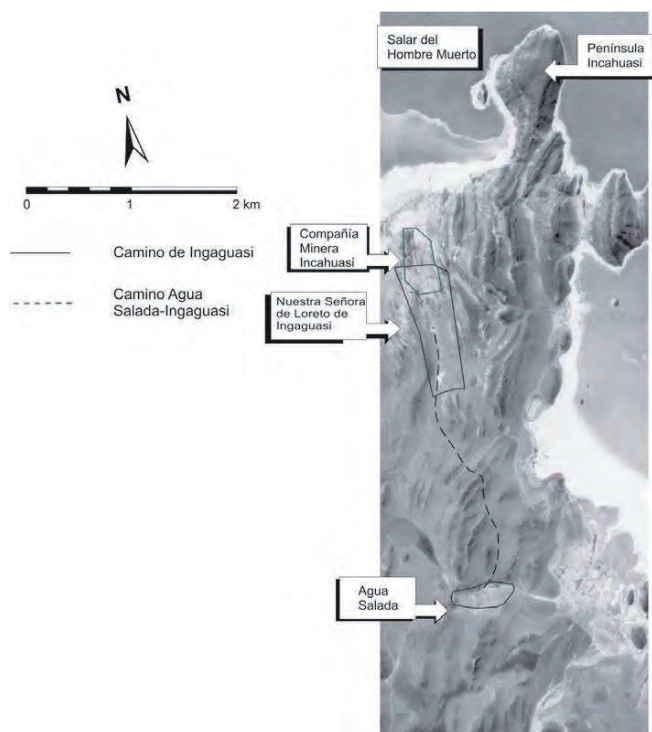 Salar del
Hombre Muerto
Península
Incahuasi
N
0 1 2 km
Compañía
Minera
Incahuasi
Camino de Ingaguasi
Camino Agua
Salada-Ingaguasi
Nuestra Señora
de Loreto de
Ingaguasi
Agua
Salada